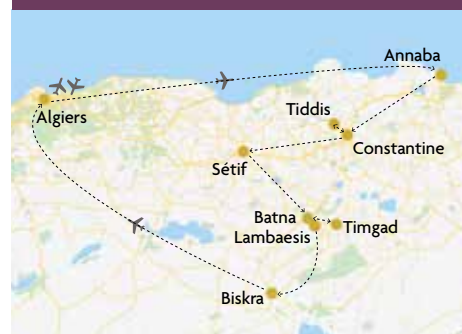 Annaba
Algiers
Tiddis
Constantine
Sétif
Batna
Lambaesis
Timgad
Biskra